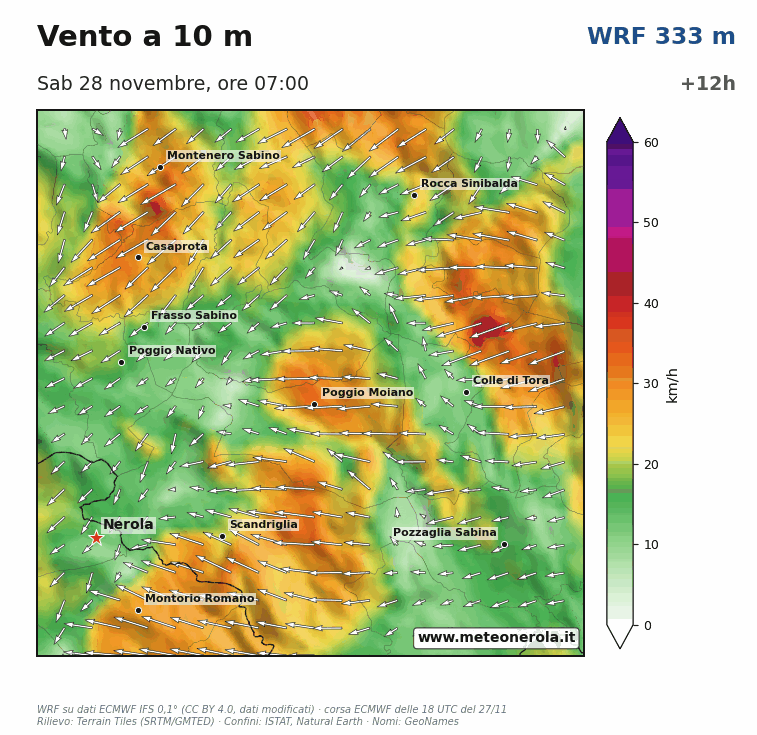 Vento a 10 m
WRF 333 m
Sab 28 novembre, ore 07:00
+12h
Montenero Sabino
Rocca Sinibalda
Casaprota
Frasso Sabino
Poggio Nativo
Colle di Tora
Poggio Moiano
Nerola
Scandriglia
Pozzaglia Sabina
Montorio Romano
www.meteonerola.it
60
50
40
30
20
10
0
km/h
WRF su dati ECMWF IFS 0,1° (CC BY 4.0, dati modificati) · corsa ECMWF delle 18 UTC del 27/11
Rilievo: Terrain Tiles (SRTM/GMTED) · Confini: ISTAT, Natural Earth · Nomi: GeoNames